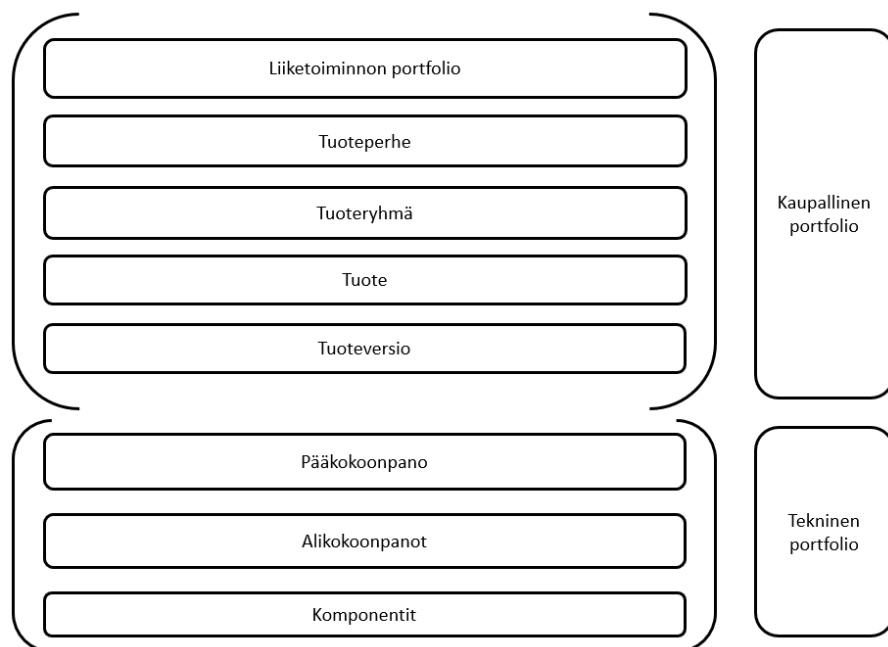 Liiketoiminnon portfolio
Tuoteperhe
Tuoteryhmä
Tuote
Tuoteversio
Kaupallinen
portfolio
Pääkokoonpano
Alikokoonpanot
Komponentit
Tekninen
portfolio